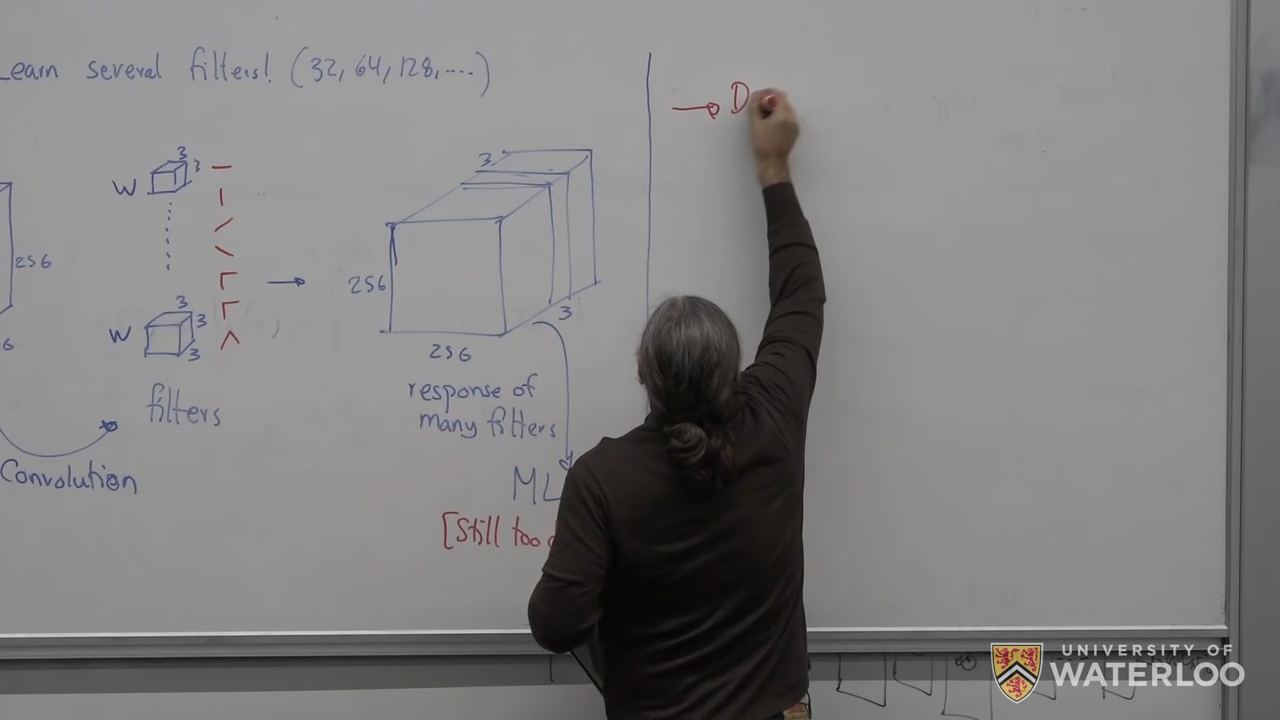 Learn several filters! (32, 64, 128, ....)
→ D
3
3
W
3
256
256
3
3
W
3
3
256
6
256
response of
many filters
filters
Convolution
ML
[Still too
UNIVERSITY OF
WATERLOO